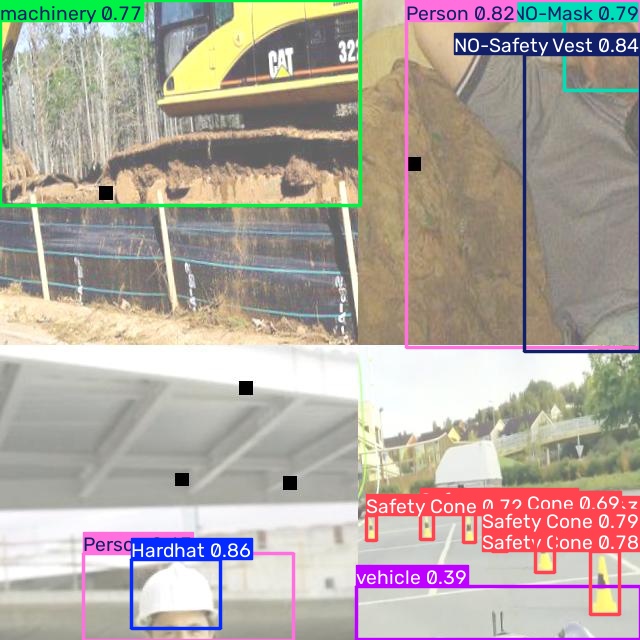 machinery 0.77
Person 0.82
NO-Mask 0.79
NO-Safety Vest 0.84
CAT
Hardhat 0.86
Safety Cone 0.72
Cone 0.69
Safety Cone 0.79
Safety Cone 0.78
vehicle 0.39